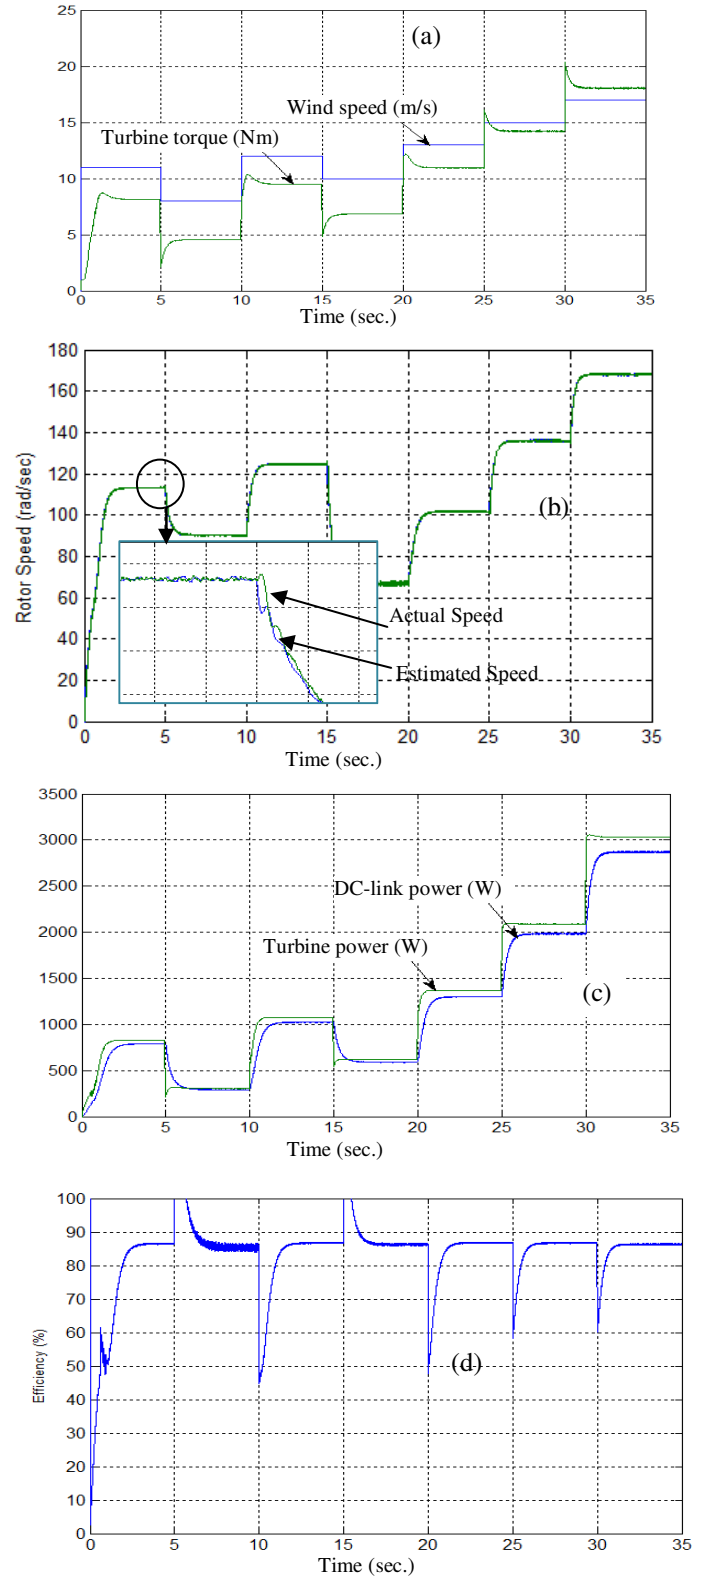 (a)
25
20
15
10
5
0
Wind speed (m/s)
Turbine torque (Nm)
0 5 10 15 20 25 30 35
Time (sec.)
180
160
140
120
100
80
60
40
20
0
Rotor Speed (rad/sec)
(b)
Actual Speed
Estimated Speed
0 5 10 15 20 25 30 35
Time (sec.)
3500
3000
2500
2000
1500
1000
500
0
DC-link power (W)
Turbine power (W)
(c)
0 5 10 15 20 25 30 35
Time (sec.)
100
90
80
70
60
50
40
30
20
10
0
Efficiency (%)
(d)
0 5 10 15 20 25 30 35
Time (sec.)